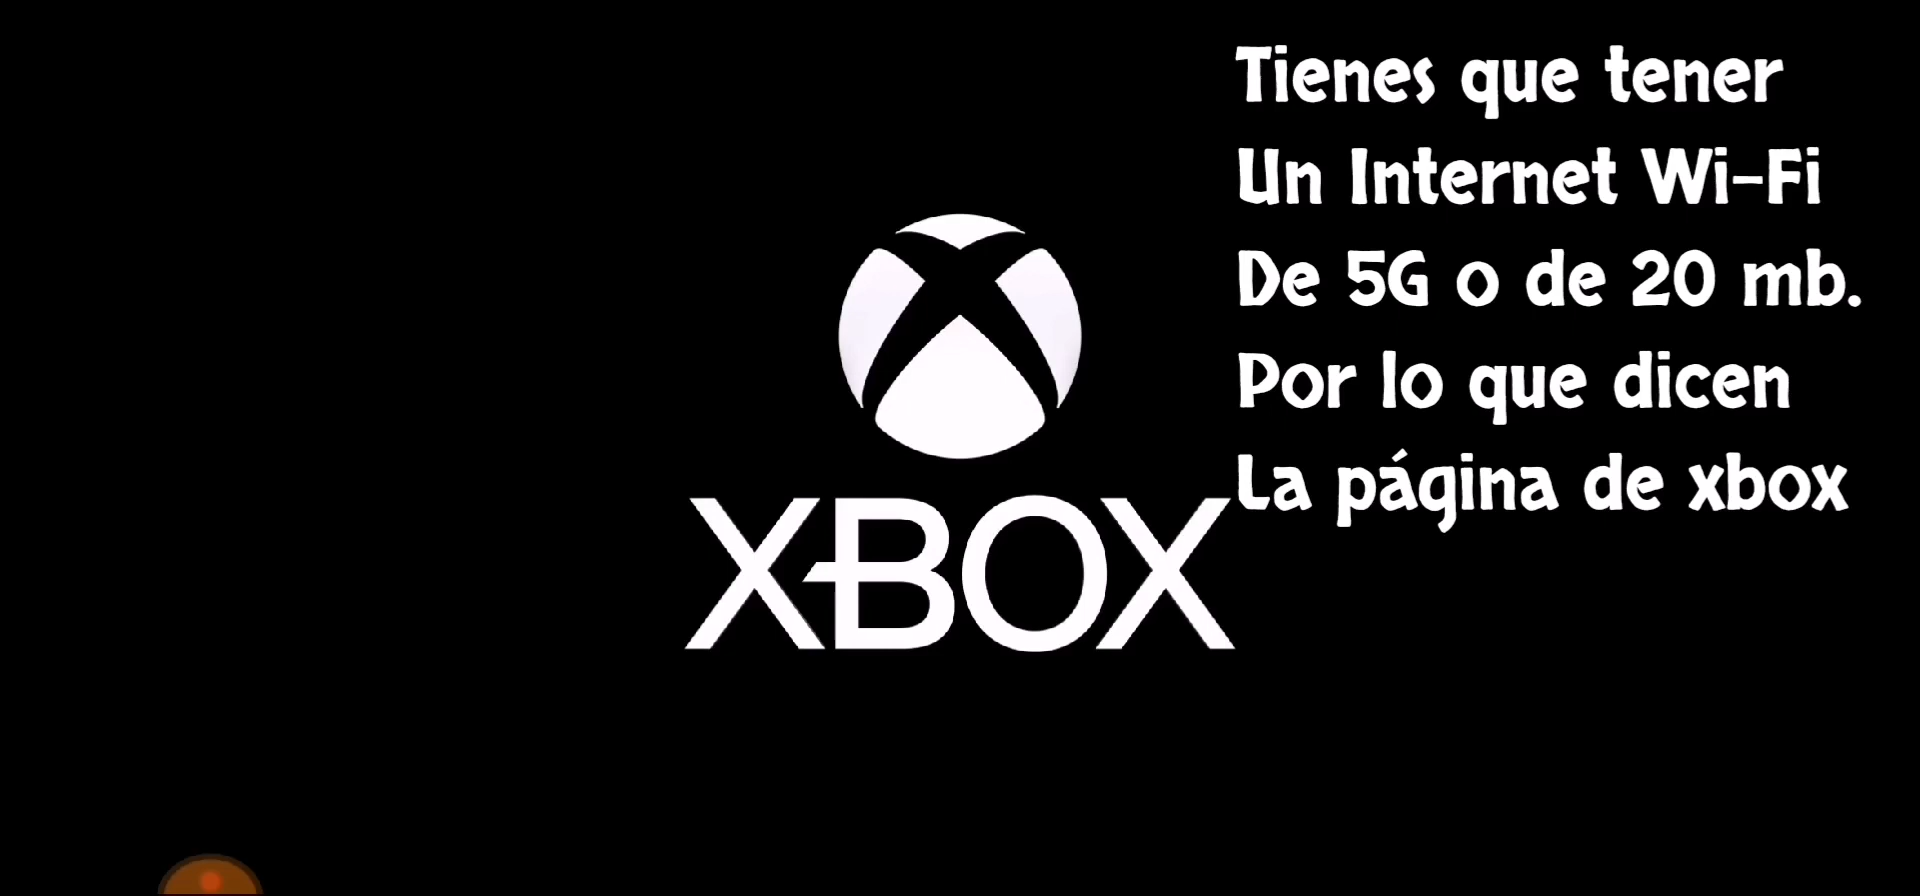 Tienes que tener
Un Internet Wi-Fi
De 5G o de 20 mb.
Por lo que dicen
La página de xbox
XBOX